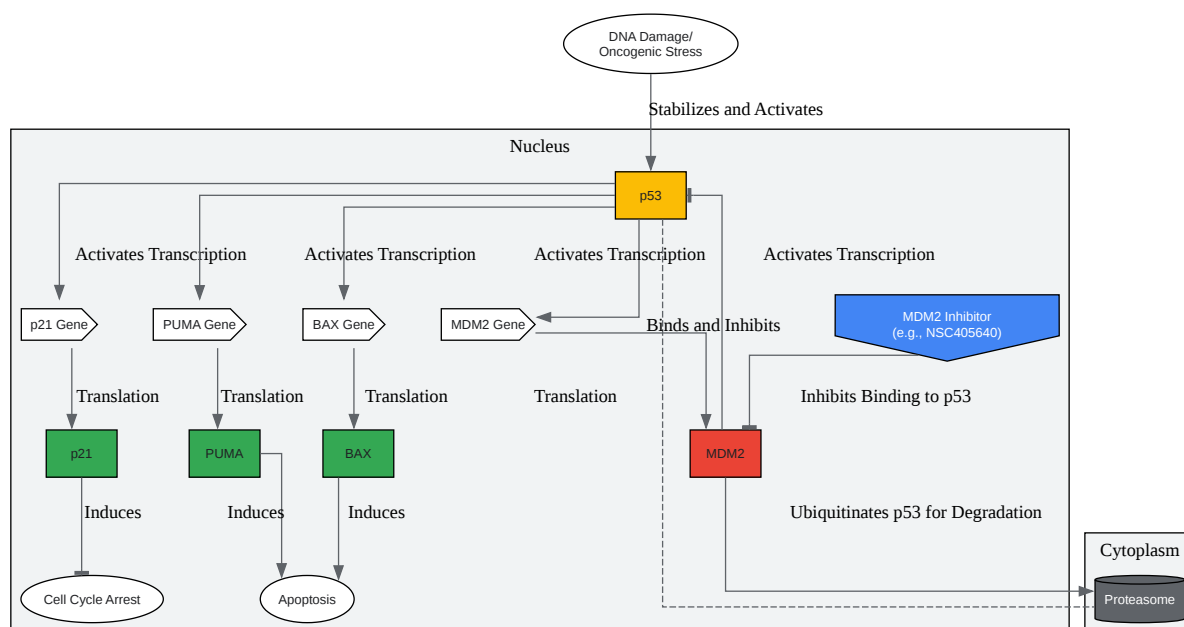 DNA Damage/
Oncogenic Stress
Stabilizes and Activates
Nucleus
p53
Activates Transcription
Activates Transcription
Activates Transcription
Activates Transcription
p21 Gene
PUMA Gene
BAX Gene
MDM2 Gene
Binds and Inhibits
MDM2 Inhibitor
(e.g., NSC405640)
Translation
Translation
Translation
Translation
Inhibits Binding to p53
p21
PUMA
BAX
MDM2
Induces
Induces
Induces
Ubiquitinates p53 for Degradation
Cytoplasm
Cell Cycle Arrest
Apoptosis
Proteasome